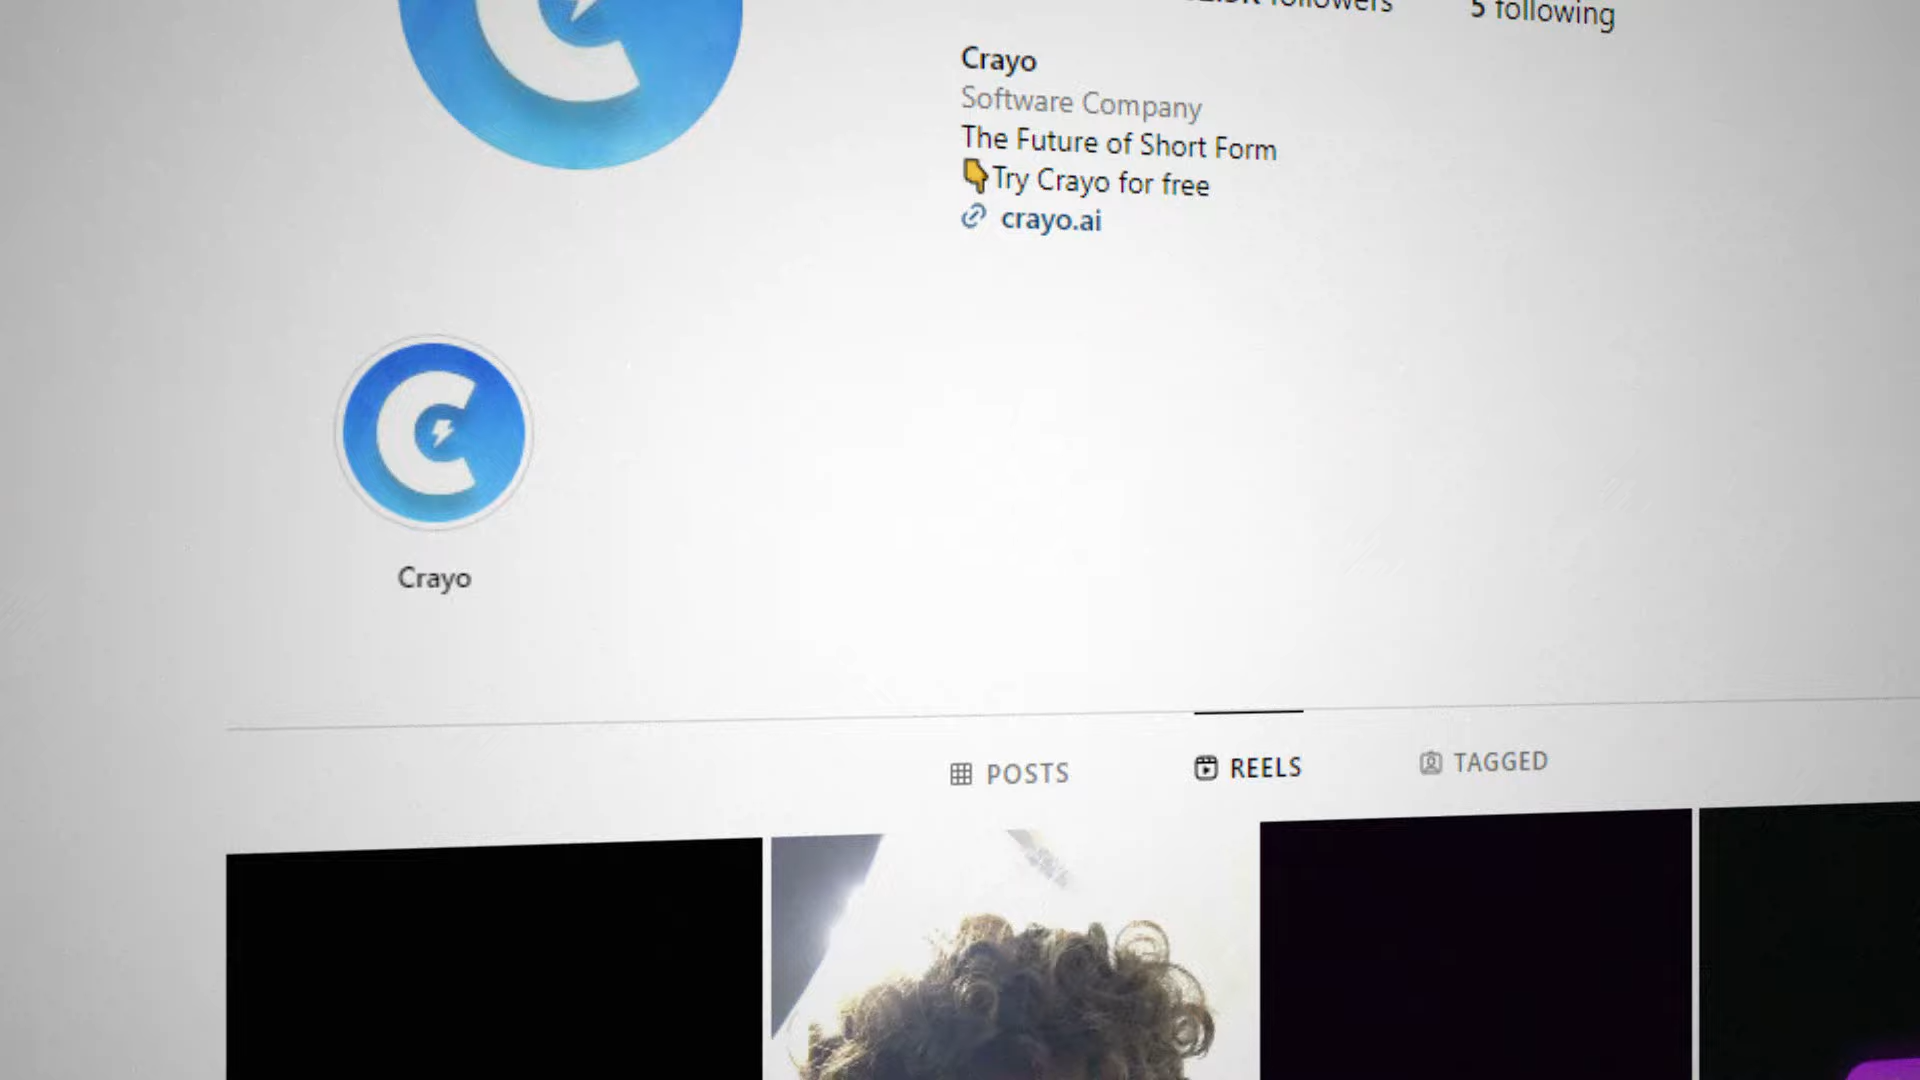 followers
5 following
Crayo
Software Company
The Future of Short Form
Try Crayo for free
crayo.ai
Crayo
POSTS
REELS
TAGGED